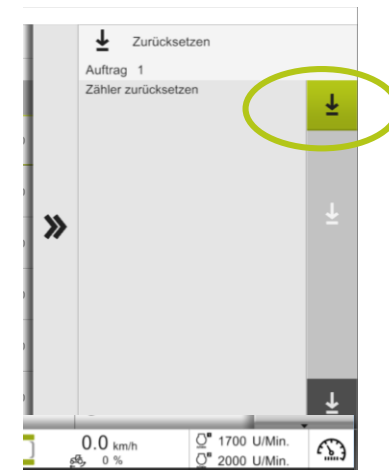 Zurücksetzen
Auftrag 1
Zähler zurücksetzen
0.0 km/h
1700 U/Min.
0 %
2000 U/Min.